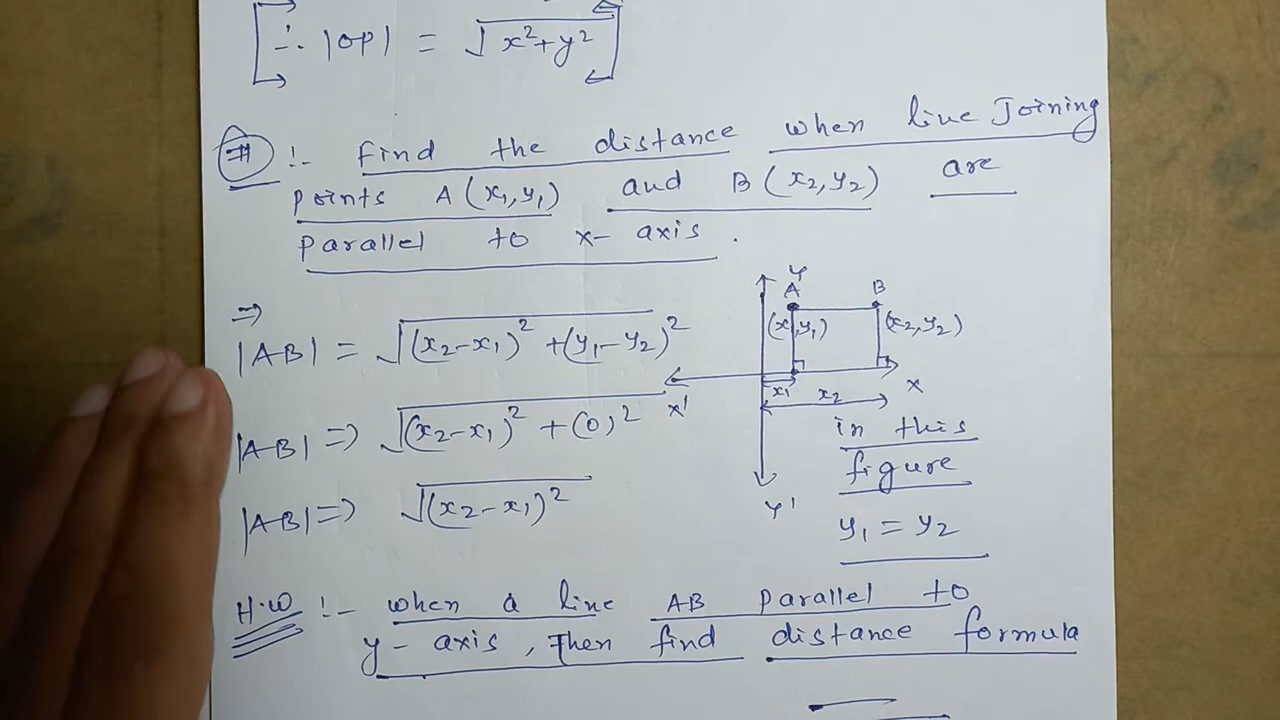 [∴ |OP| = √x²+y²]
# :- Find the distance when line Joining
points A(x₁,y₁) and B(x₂,y₂) are
parallel to x- axis.
⇒
|AB| = √(x₂-x₁)² +(y₁-y₂)²
|AB| ⇒ √(x₂-x₁)² +(0)²
|AB| ⇒ √(x₂-x₁)²
Y
A B
(x₁,y₁) (x₂,y₂)
X' x₁ x₂ X
Y'
in this
figure
y₁ = y₂
H.W :- when a line AB parallel to
y- axis, Then find distance formula